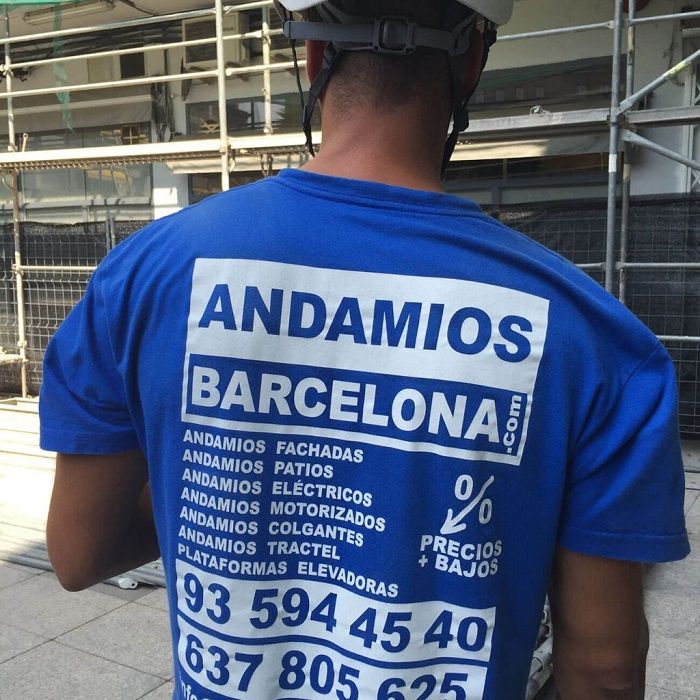 ANDAMIOS
BARCELONA.com
ANDAMIOS FACHADAS
ANDAMIOS PATIOS
ANDAMIOS ELÉCTRICOS
ANDAMIOS MOTORIZADOS
ANDAMIOS COLGANTES
ANDAMIOS TRACTEL
PLATAFORMAS ELEVADORAS
%
PRECIOS
+ BAJOS
93 594 45 40
637 805 625